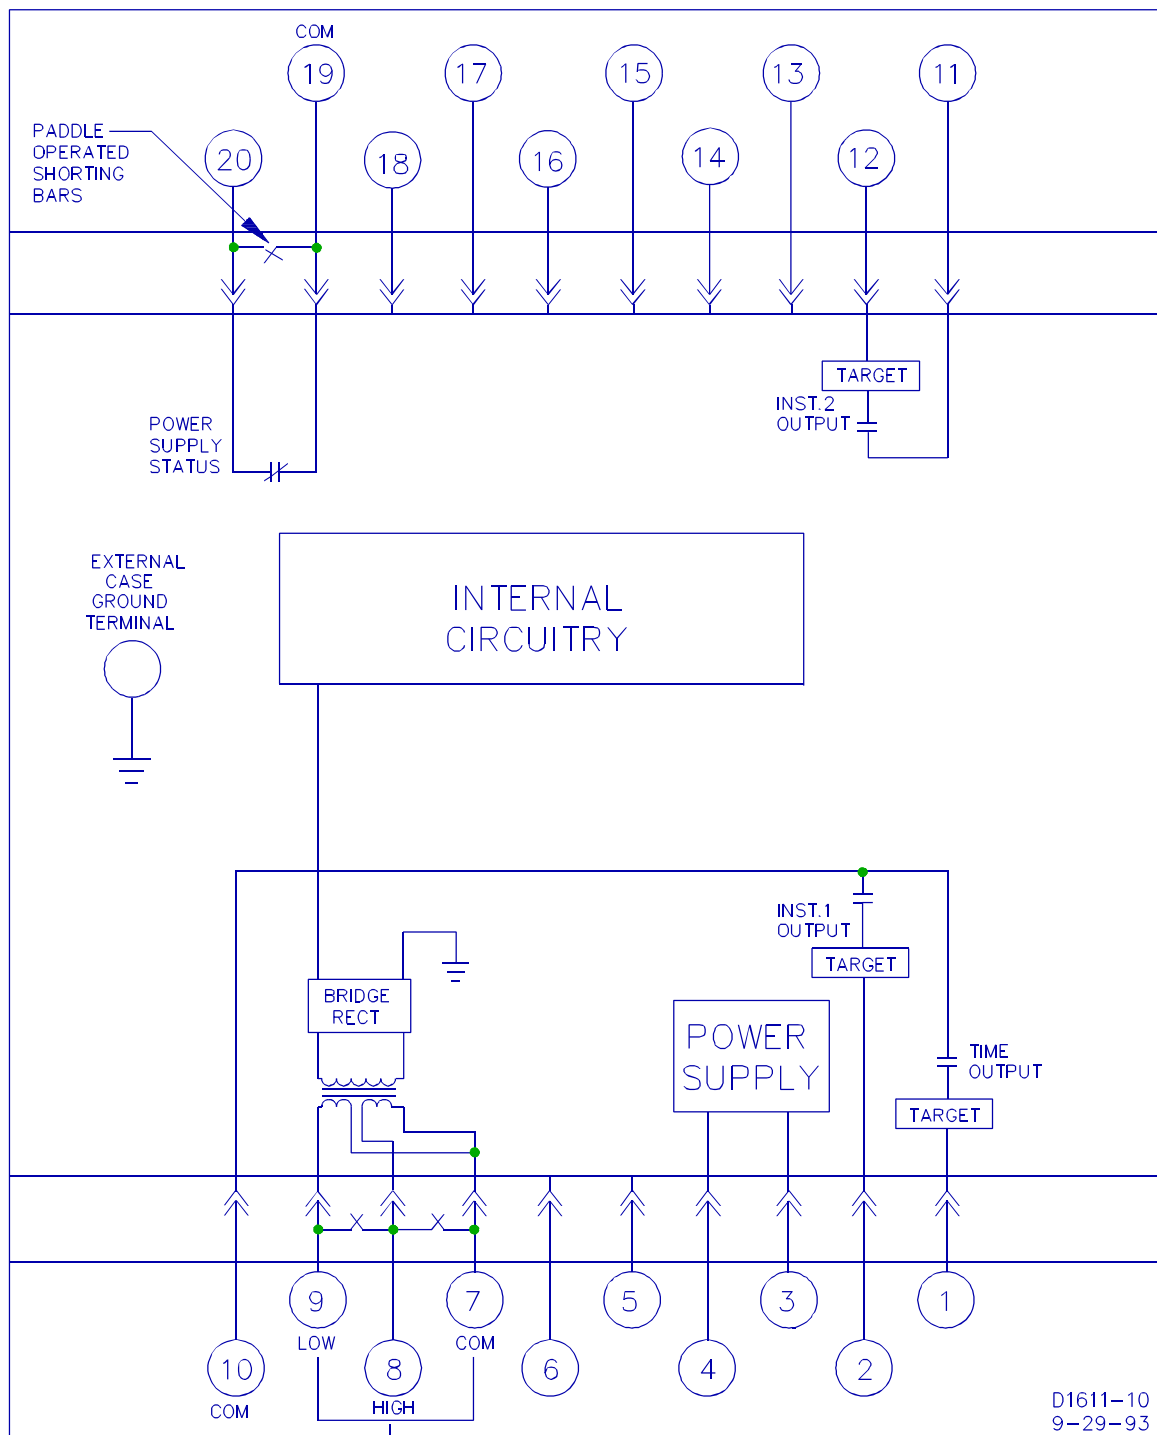 COM
19
17
15
13
11
PADDLE
OPERATED
SHORTING
BARS
20
18
16
14
12
TARGET
INST.2
OUTPUT
POWER
SUPPLY
STATUS
EXTERNAL
CASE
GROUND
TERMINAL
INTERNAL
CIRCUITRY
INST.1
OUTPUT
TARGET
BRIDGE
RECT
POWER
SUPPLY
TIME
OUTPUT
TARGET
9
7
5
3
1
LOW
COM
10
8
6
4
2
COM
HIGH
D1611-10
9-29-93